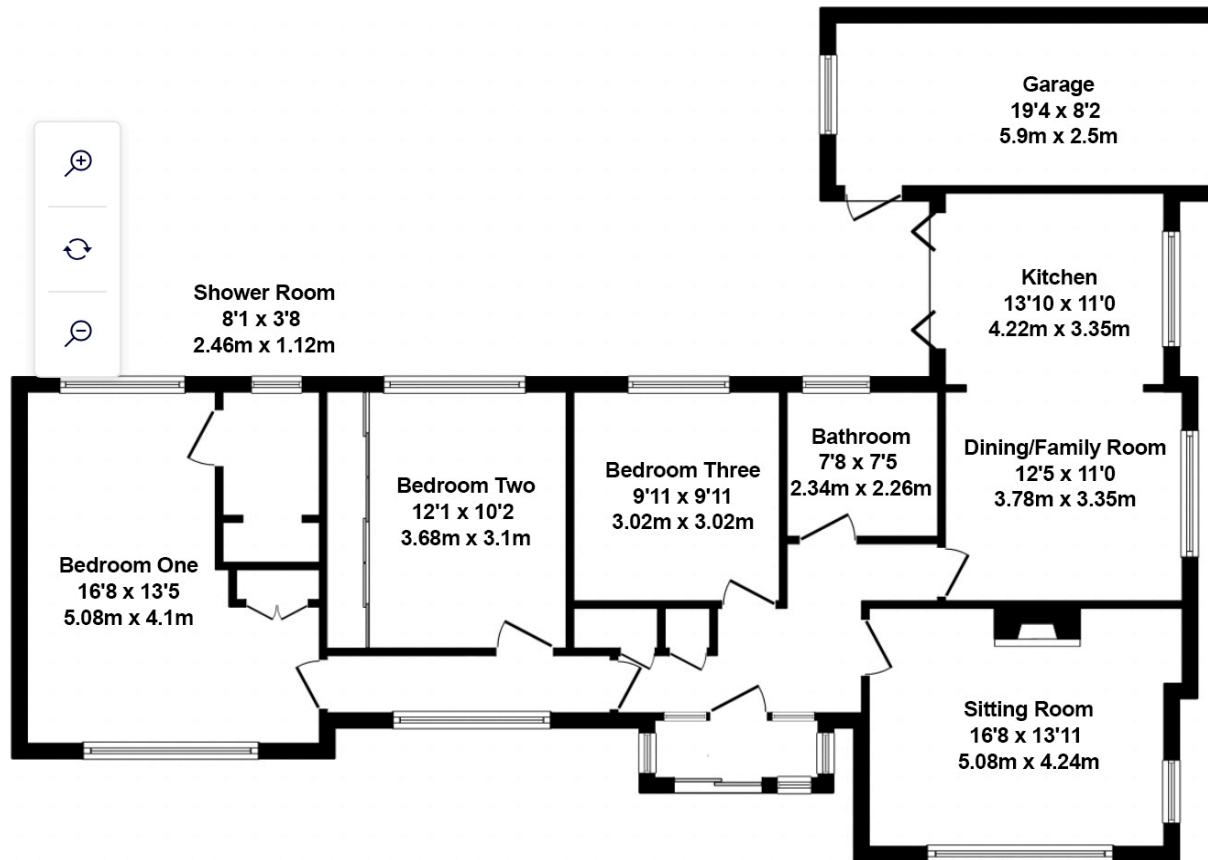 Garage
19'4 x 8'2
5.9m x 2.5m
Kitchen
13'10 x 11'0
4.22m x 3.35m
Shower Room
8'1 x 3'8
2.46m x 1.12m
Bathroom
7'8 x 7'5
2.34m x 2.26m
Dining/Family Room
12'5 x 11'0
3.78m x 3.35m
Bedroom Three
9'11 x 9'11
3.02m x 3.02m
Bedroom Two
12'1 x 10'2
3.68m x 3.1m
Bedroom One
16'8 x 13'5
5.08m x 4.1m
Sitting Room
16'8 x 13'11
5.08m x 4.24m